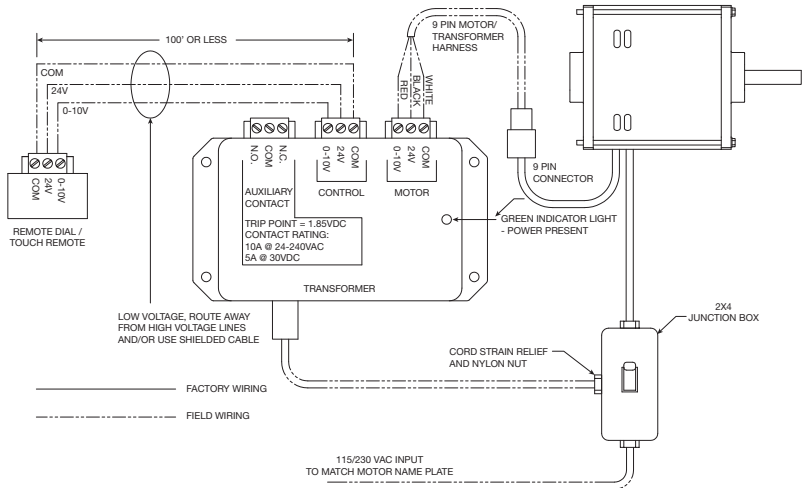 100' OR LESS
COM
24V
0-10V
COM
24V
0-10V
REMOTE DIAL /
TOUCH REMOTE
LOW VOLTAGE, ROUTE AWAY
FROM HIGH VOLTAGE LINES
AND/OR USE SHIELDED CABLE
9 PIN MOTOR/
TRANSFORMER
HARNESS
RED
BLACK
WHITE
N.O.
COM
N.C.
0-10V
24V
COM
0-10V
24V
COM
AUXILIARY
CONTACT
CONTROL
MOTOR
TRIP POINT = 1.85VDC
CONTACT RATING:
10A @ 24-240VAC
5A @ 30VDC
TRANSFORMER
9 PIN
CONNECTOR
GREEN INDICATOR LIGHT
- POWER PRESENT
2X4
JUNCTION BOX
CORD STRAIN RELIEF
AND NYLON NUT
FACTORY WIRING
FIELD WIRING
115/230 VAC INPUT
TO MATCH MOTOR NAME PLATE